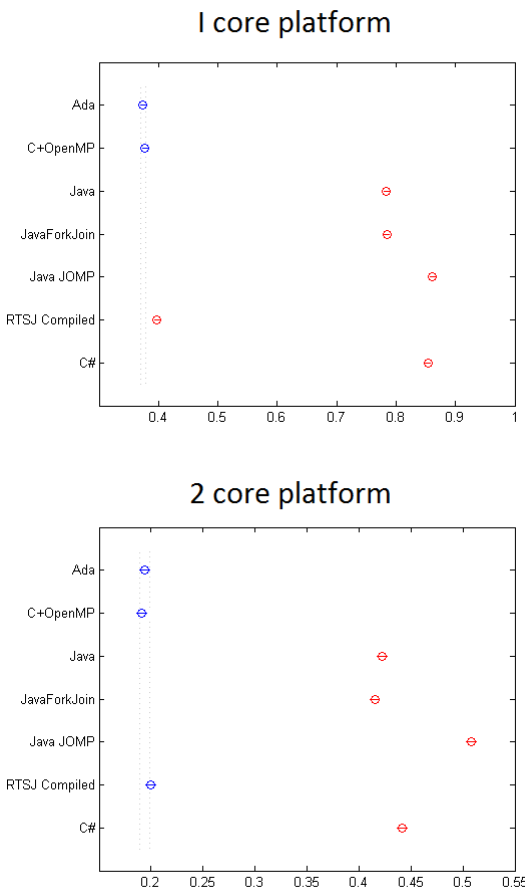 I core platform
Ada
C+OpenMP
Java
JavaForkJoin
Java JOMP
RTSJ Compiled
C#
0.4 0.5 0.6 0.7 0.8 0.9 1
2 core platform
Ada
C+OpenMP
Java
JavaForkJoin
Java JOMP
RTSJ Compiled
C#
0.2 0.25 0.3 0.35 0.4 0.45 0.5 0.55